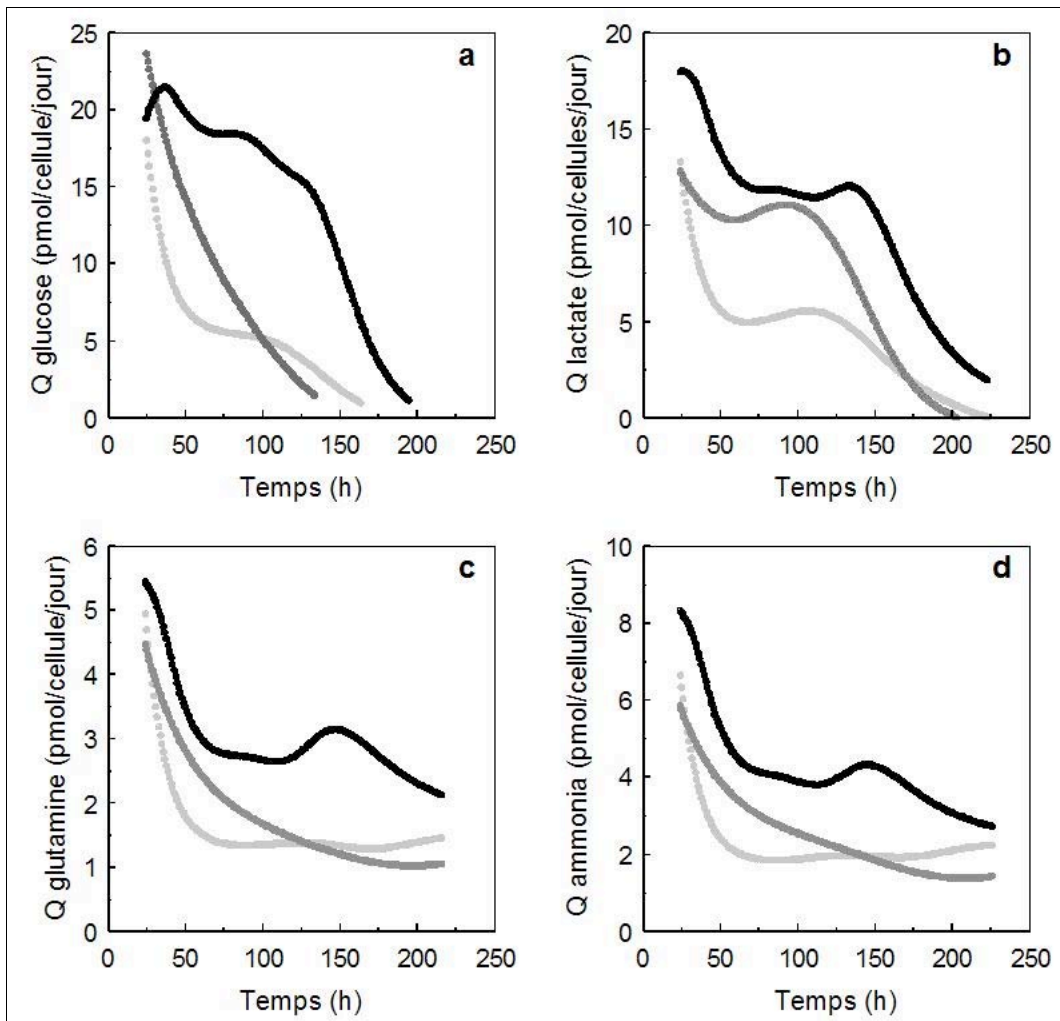 a
Q glucose (pmol/cellule/jour)
25
20
15
10
5
0
0 50 100 150 200 250
Temps (h)
b
Q lactate (pmol/cellules/jour)
20
15
10
5
0
0 50 100 150 200 250
Temps (h)
c
Q glutamine (pmol/cellule/jour)
6
5
4
3
2
1
0
0 50 100 150 200 250
Temps (h)
d
Q ammonia (pmol/cellule/jour)
10
8
6
4
2
0
0 50 100 150 200 250
Temps (h)